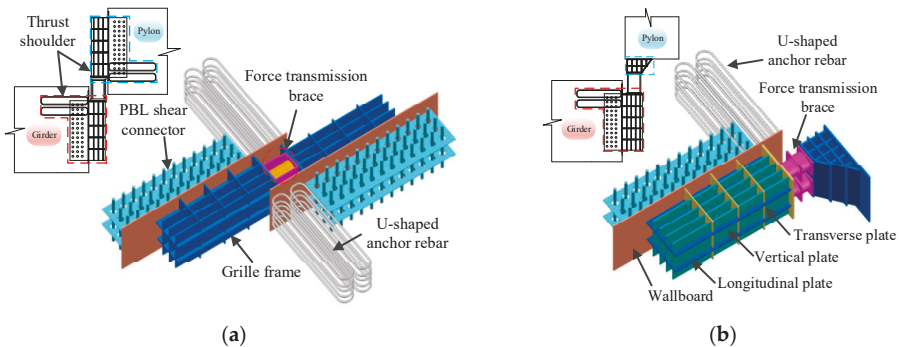 Thrust
shoulder
Pylon
Girder
PBL shear
connector
Force transmission
brace
U-shaped
anchor rebar
Grille frame
(a)
Pylon
Girder
U-shaped
anchor rebar
Force transmission
brace
Transverse plate
Vertical plate
Longitudinal plate
Wallboard
(b)